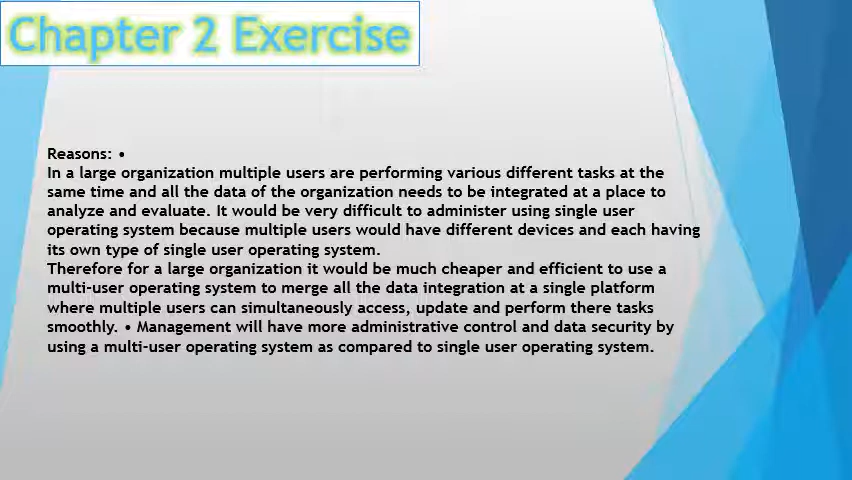 Chapter 2 Exercise
Reasons: •
In a large organization multiple users are performing various different tasks at the
same time and all the data of the organization needs to be integrated at a place to
analyze and evaluate. It would be very difficult to administer using single user
operating system because multiple users would have different devices and each having
its own type of single user operating system.
Therefore for a large organization it would be much cheaper and efficient to use a
multi-user operating system to merge all the data integration at a single platform
where multiple users can simultaneously access, update and perform there tasks
smoothly. • Management will have more administrative control and data security by
using a multi-user operating system as compared to single user operating system.